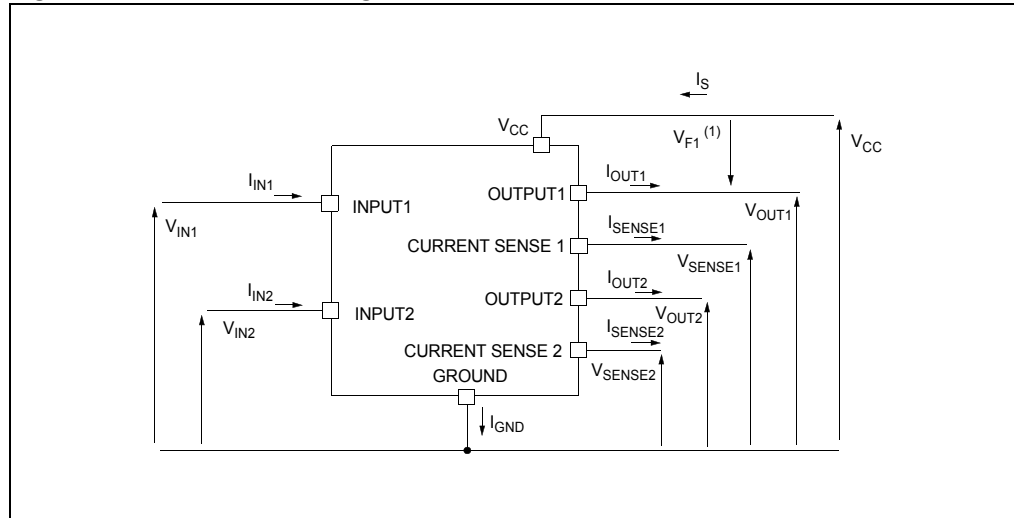 I_S
V_CC
V_F1 (1)
V_CC
I_IN1
OUTPUT1
I_OUT1
INPUT1
V_IN1
V_OUT1
I_SENSE1
CURRENT SENSE 1
V_SENSE1
I_IN2
OUTPUT2
I_OUT2
INPUT2
V_IN2
V_OUT2
I_SENSE2
CURRENT SENSE 2
V_SENSE2
GROUND
I_GND